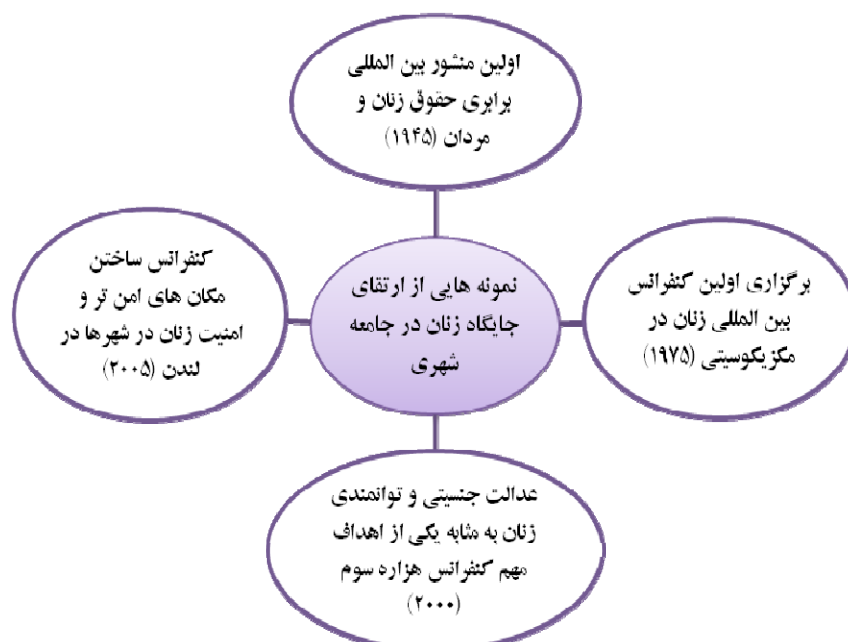 اولین منشور بین المللی
برابری حقوق زنان و
مردان (۱۹۴۵)
برگزاری اولین کنفرانس
بین المللی زنان در
مکزیکوسیتی (۱۹۷۵)
نمونه هایی از ارتقای
جایگاه زنان در جامعه
شهری
کنفرانس ساختن
مکان های امن تر و
امنیت زنان در شهرها در
لندن (۲۰۰۵)
عدالت جنسیتی و توانمندی
زنان به مثابه یکی از اهداف
مهم کنفرانس هزاره سوم
(۲۰۰۰)